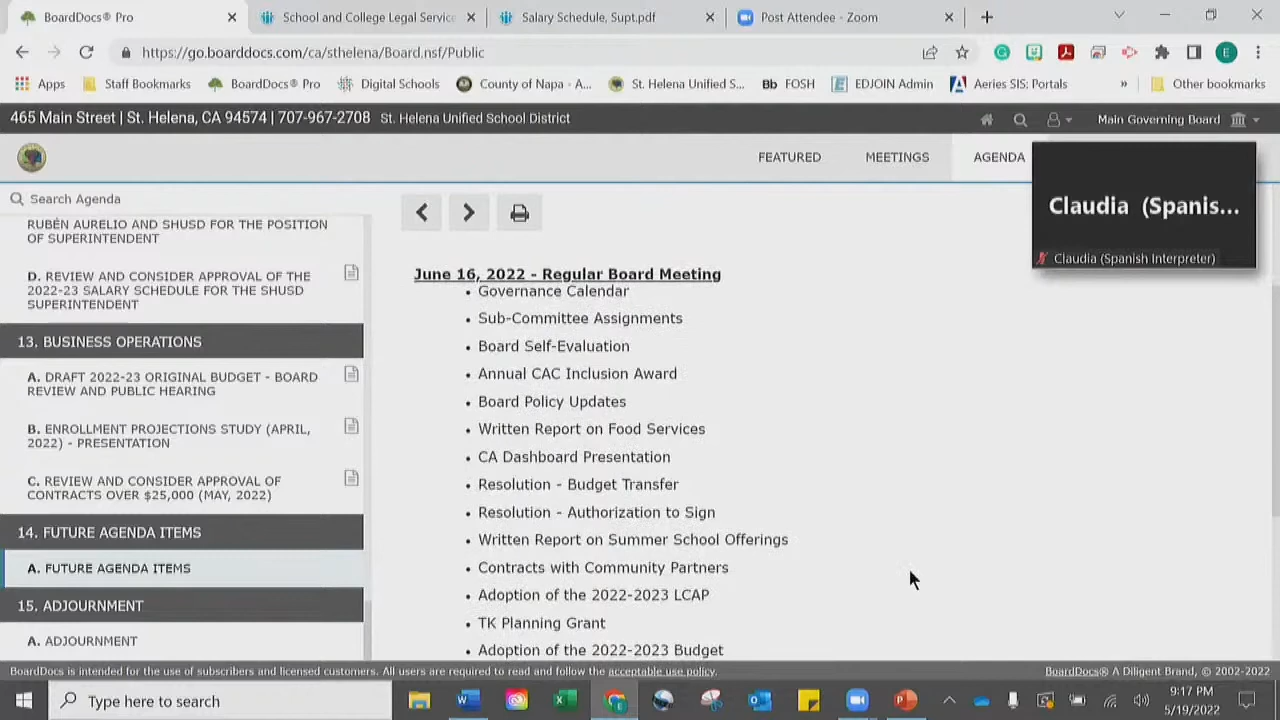 BoardDocs® Pro
School and College Legal Service
Salary Schedule, Supt.pdf
Post Attendee - Zoom
https://go.boarddocs.com/ca/sthelena/Board.nsf/Public
E
Apps
Staff Bookmarks
BoardDocs® Pro
Digital Schools
County of Napa - A...
St. Helena Unified S...
Bb FOSH
EDJOIN Admin
Aeries SIS: Portals
»
Other bookmarks
465 Main Street | St. Helena, CA 94574 | 707-967-2708 St. Helena Unified School District
Main Governing Board
FEATURED
MEETINGS
AGENDA
Claudia (Spanis...
Claudia (Spanish Interpreter)
Search Agenda
RUBÉN AURELIO AND SHUSD FOR THE POSITION
OF SUPERINTENDENT
D. REVIEW AND CONSIDER APPROVAL OF THE
2022-23 SALARY SCHEDULE FOR THE SHUSD
SUPERINTENDENT
13. BUSINESS OPERATIONS
A. DRAFT 2022-23 ORIGINAL BUDGET - BOARD
REVIEW AND PUBLIC HEARING
B. ENROLLMENT PROJECTIONS STUDY (APRIL,
2022) - PRESENTATION
C. REVIEW AND CONSIDER APPROVAL OF
CONTRACTS OVER $25,000 (MAY, 2022)
14. FUTURE AGENDA ITEMS
A. FUTURE AGENDA ITEMS
15. ADJOURNMENT
A. ADJOURNMENT
June 16, 2022 - Regular Board Meeting
• Governance Calendar
• Sub-Committee Assignments
• Board Self-Evaluation
• Annual CAC Inclusion Award
• Board Policy Updates
• Written Report on Food Services
• CA Dashboard Presentation
• Resolution - Budget Transfer
• Resolution - Authorization to Sign
• Written Report on Summer School Offerings
• Contracts with Community Partners
• Adoption of the 2022-2023 LCAP
• TK Planning Grant
• Adoption of the 2022-2023 Budget
BoardDocs is intended for the use of subscribers and licensed customers. All users are required to read and follow the acceptable use policy.
BoardDocs® A Diligent Brand, © 2002-2022
Type here to search
9:17 PM
5/19/2022